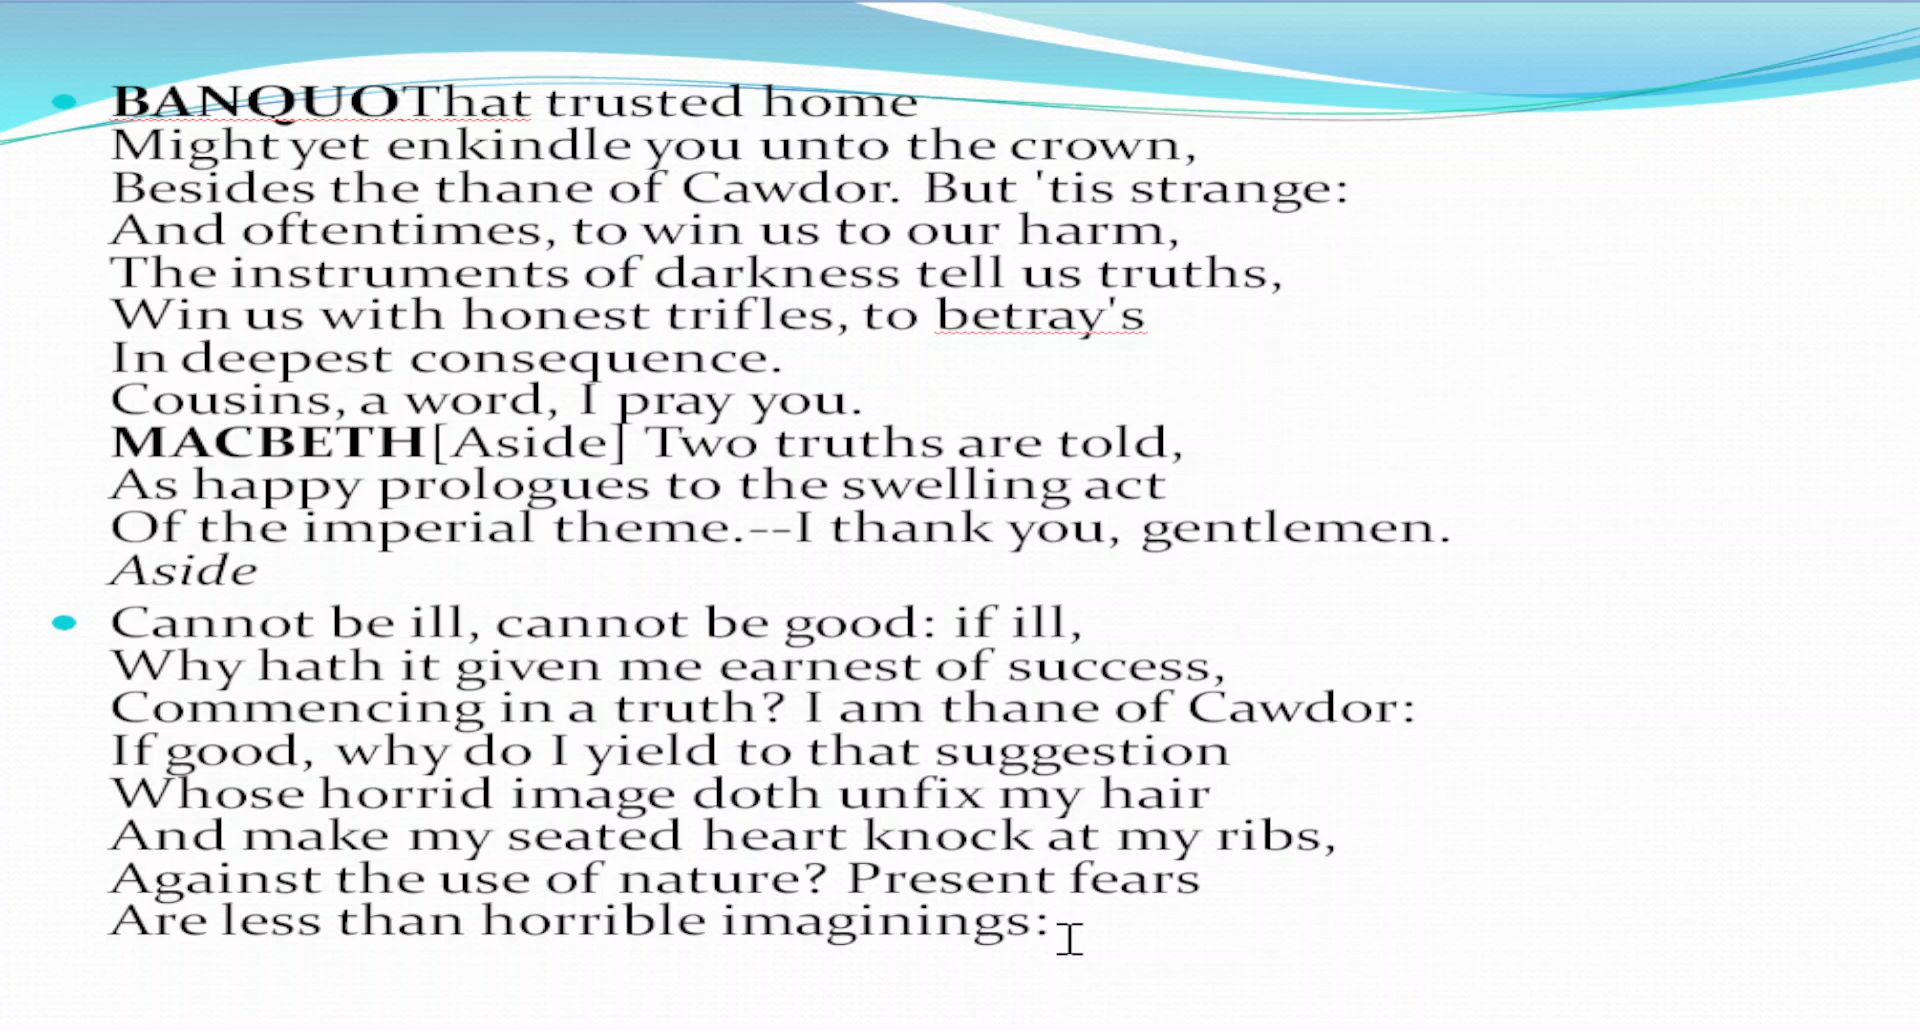 BANQUOThat trusted home
Might yet enkindle you unto the crown,
Besides the thane of Cawdor. But 'tis strange:
And oftentimes, to win us to our harm,
The instruments of darkness tell us truths,
Win us with honest trifles, to betray's
In deepest consequence.
Cousins, a word, I pray you.
MACBETH[Aside] Two truths are told,
As happy prologues to the swelling act
Of the imperial theme.--I thank you, gentlemen.
Aside
Cannot be ill, cannot be good: if ill,
Why hath it given me earnest of success,
Commencing in a truth? I am thane of Cawdor:
If good, why do I yield to that suggestion
Whose horrid image doth unfix my hair
And make my seated heart knock at my ribs,
Against the use of nature? Present fears
Are less than horrible imaginings: